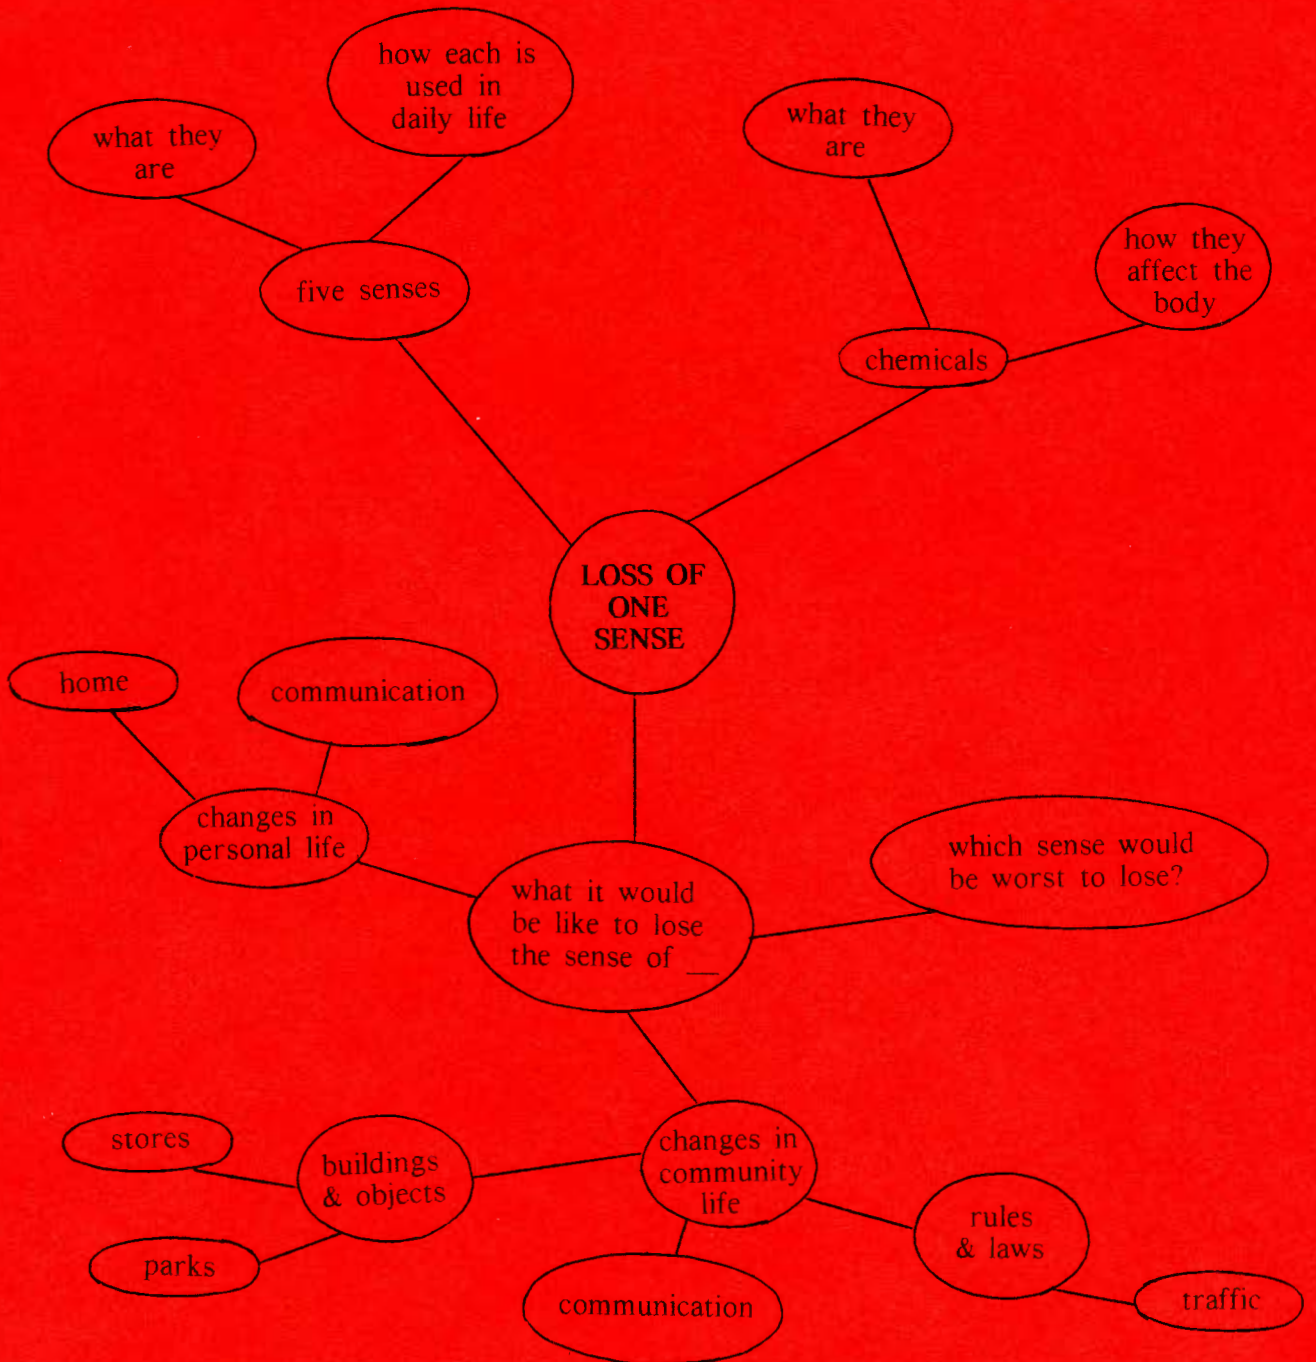 how each is
used in
daily life
what they
are
five senses
what they
are
how they
affect the
body
chemicals
LOSS OF
ONE
SENSE
home
communication
changes in
personal life
what it would
be like to lose
the sense of __
which sense would
be worst to lose?
stores
buildings
& objects
parks
changes in
community
life
communication
rules
& laws
traffic